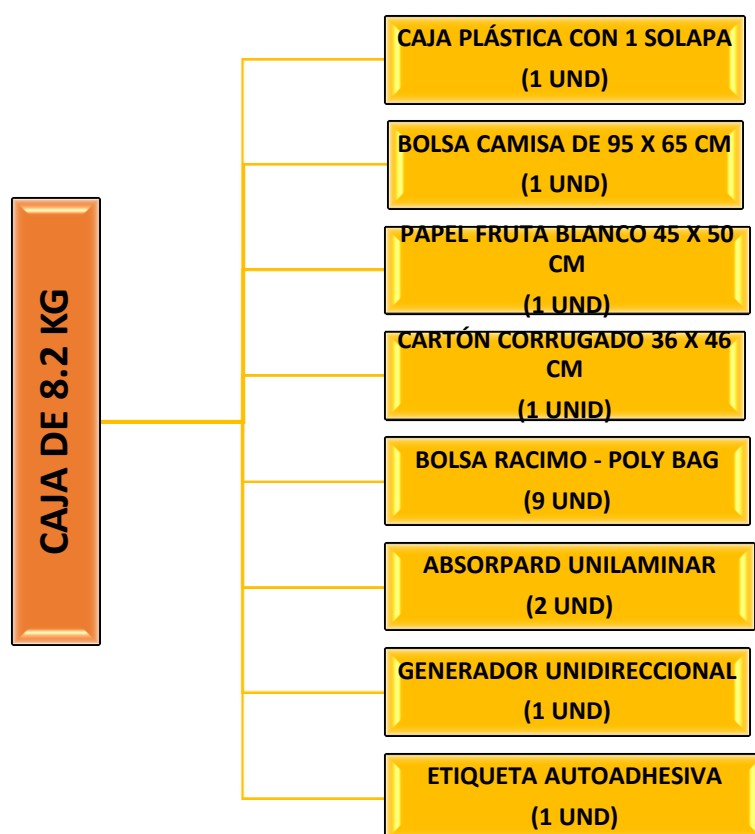 CAJA DE 8.2 KG
CAJA PLÁSTICA CON 1 SOLAPA
(1 UND)
BOLSA CAMISA DE 95 X 65 CM
(1 UND)
PAPEL FRUTA BLANCO 45 X 50
CM
(1 UND)
CARTÓN CORRUGADO 36 X 46
CM
(1 UNID)
BOLSA RACIMO - POLY BAG
(9 UND)
ABSORPARD UNILAMINAR
(2 UND)
GENERADOR UNIDIRECCIONAL
(1 UND)
ETIQUETA AUTOADHESIVA
(1 UND)